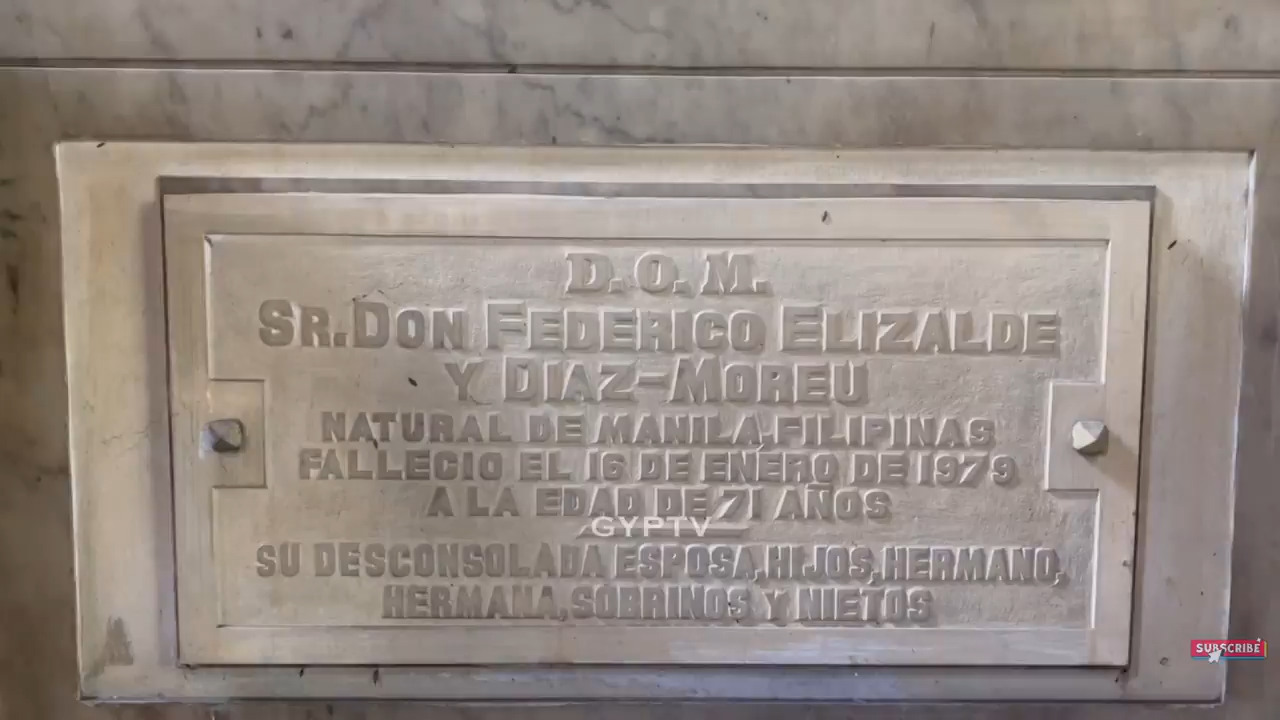 D. O. M.
SR. DON FEDERICO ELIZALDE
Y DIAZ-MOREU
NATURAL DE MANILA, FILIPINAS
FALLECIO EL 16 DE ENERO DE 1979
A LA EDAD DE 71 AÑOS
GYPTV
SU DESCONSOLADA ESPOSA, HIJOS, HERMANO,
HERMANA, SOBRINOS Y NIETOS
SUBSCRIBE